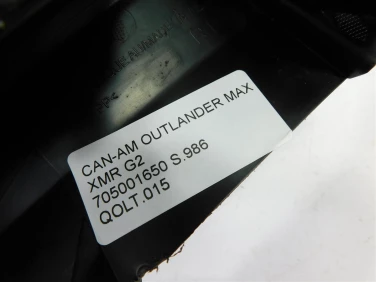 CAN-AM OUTLANDER MAX
XMR G2
705001650 S.986
QOLT.015